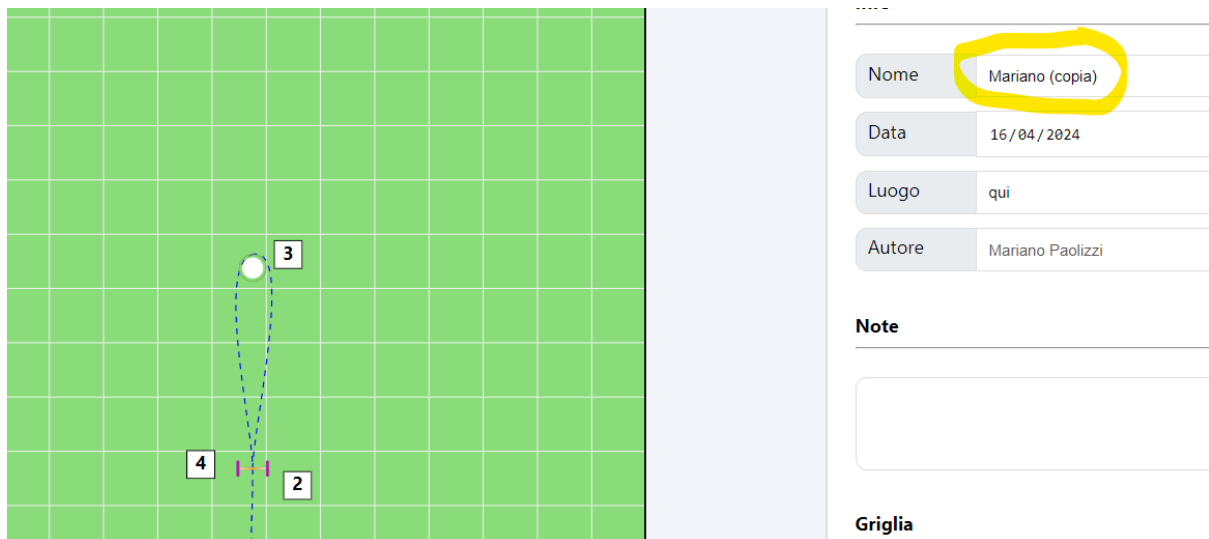 3
4
2
Nome Mariano (copia)
Data 16/04/2024
Luogo qui
Autore Mariano Paolizzi
Note
Griglia